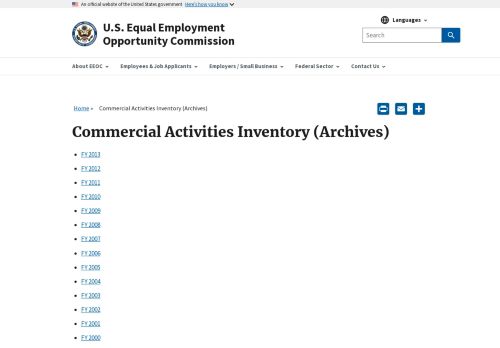 An official website of the United States government Here's how you know
Languages
U.S. Equal Employment
Opportunity Commission
Search
About EEOC
Employees & Job Applicants
Employers / Small Business
Federal Sector
Contact Us
Home » Commercial Activities Inventory (Archives)
Commercial Activities Inventory (Archives)
FY 2013
FY 2012
FY 2011
FY 2010
FY 2009
FY 2008
FY 2007
FY 2006
FY 2005
FY 2004
FY 2003
FY 2002
FY 2001
FY 2000